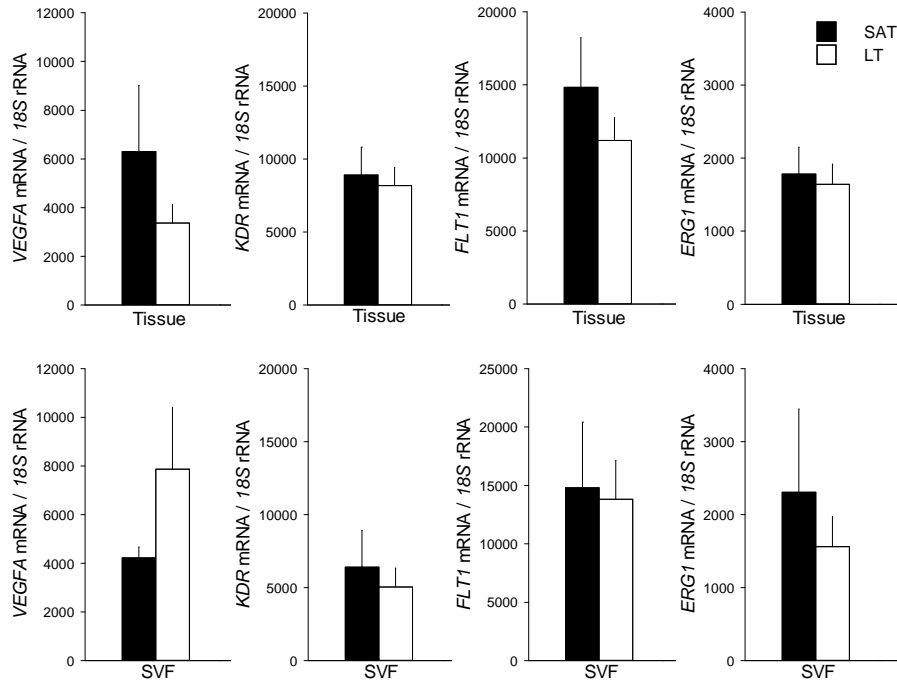 VEGFA mRNA / 18S rRNA
12000
10000
8000
6000
4000
2000
0
Tissue
KDR mRNA / 18S rRNA
20000
15000
10000
5000
0
Tissue
FLT1 mRNA / 18S rRNA
20000
15000
10000
5000
0
Tissue
ERG1 mRNA / 18S rRNA
4000
3000
2000
1000
0
Tissue
SAT
LT
VEGFA mRNA / 18S rRNA
12000
10000
8000
6000
4000
2000
0
SVF
KDR mRNA / 18S rRNA
20000
15000
10000
5000
0
SVF
FLT1 mRNA / 18S rRNA
25000
20000
15000
10000
5000
0
SVF
ERG1 mRNA / 18S rRNA
4000
3000
2000
1000
0
SVF